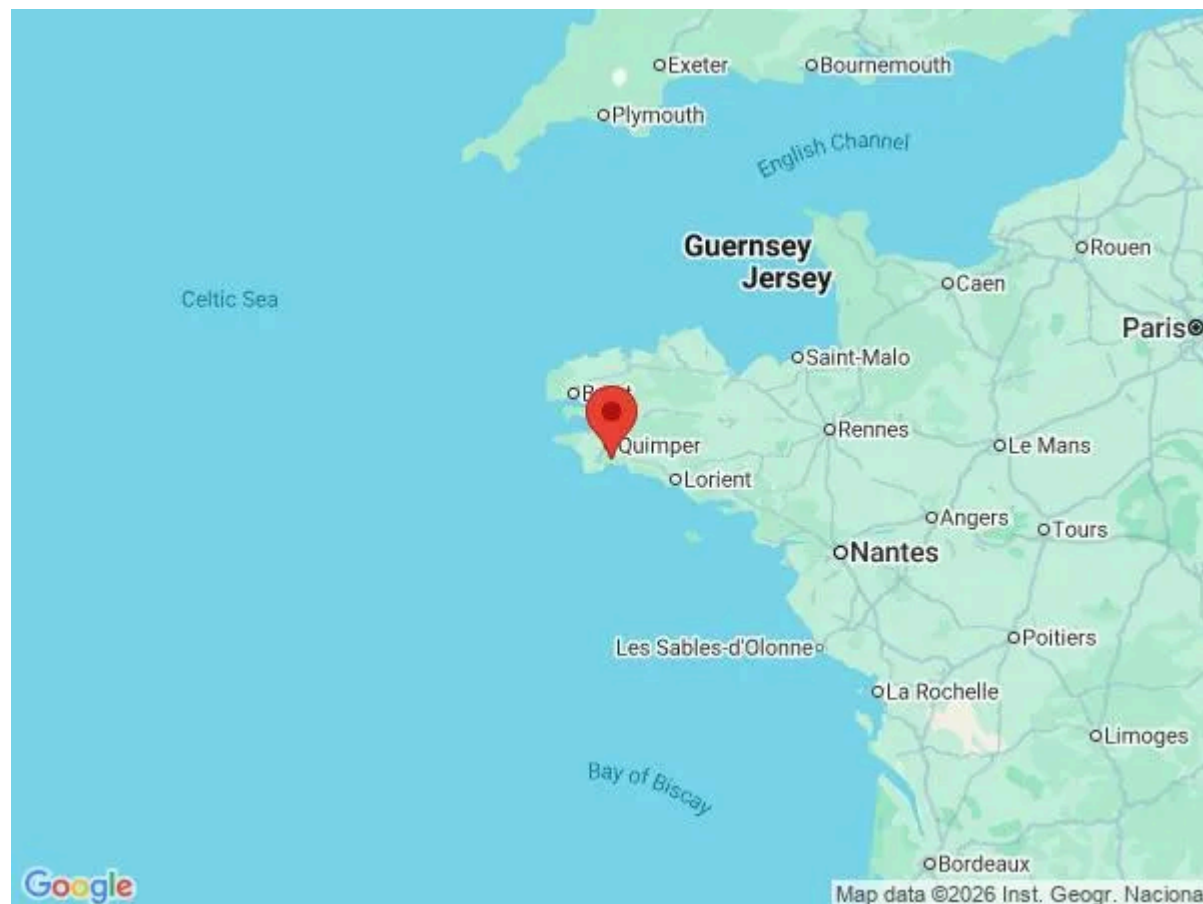 Exeter
Bournemouth
Plymouth
English Channel
Guernsey
Jersey
Rouen
Celtic Sea
Caen
Paris
Saint-Malo
Quimper
Rennes
Le Mans
Lorient
Angers
Tours
Nantes
Poitiers
Les Sables-d'Olonne
La Rochelle
Limoges
Bay of Biscay
Bordeaux
Google
Map data ©2026 Inst. Geogr. Naciona